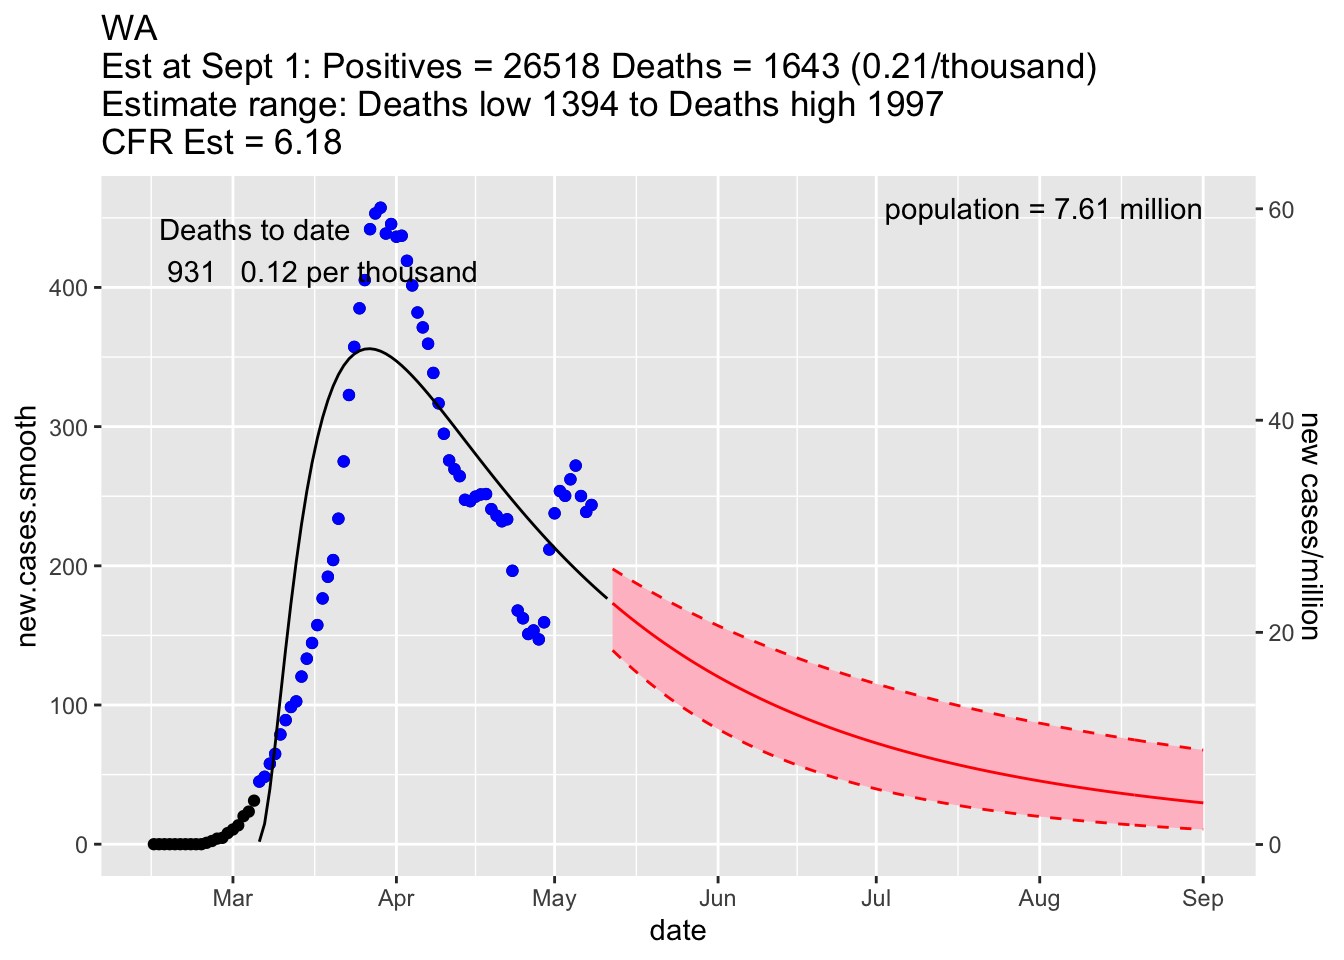 WA
Est at Sept 1: Positives = 26518 Deaths = 1643 (0.21/thousand)
Estimate range: Deaths low 1394 to Deaths high 1997
CFR Est = 6.18
Deaths to date
931 0.12 per thousand
population = 7.61 million
new.cases.smooth
400
300
200
100
0
60
40
20
0
new cases/million
Mar Apr May Jun Jul Aug Sep
date